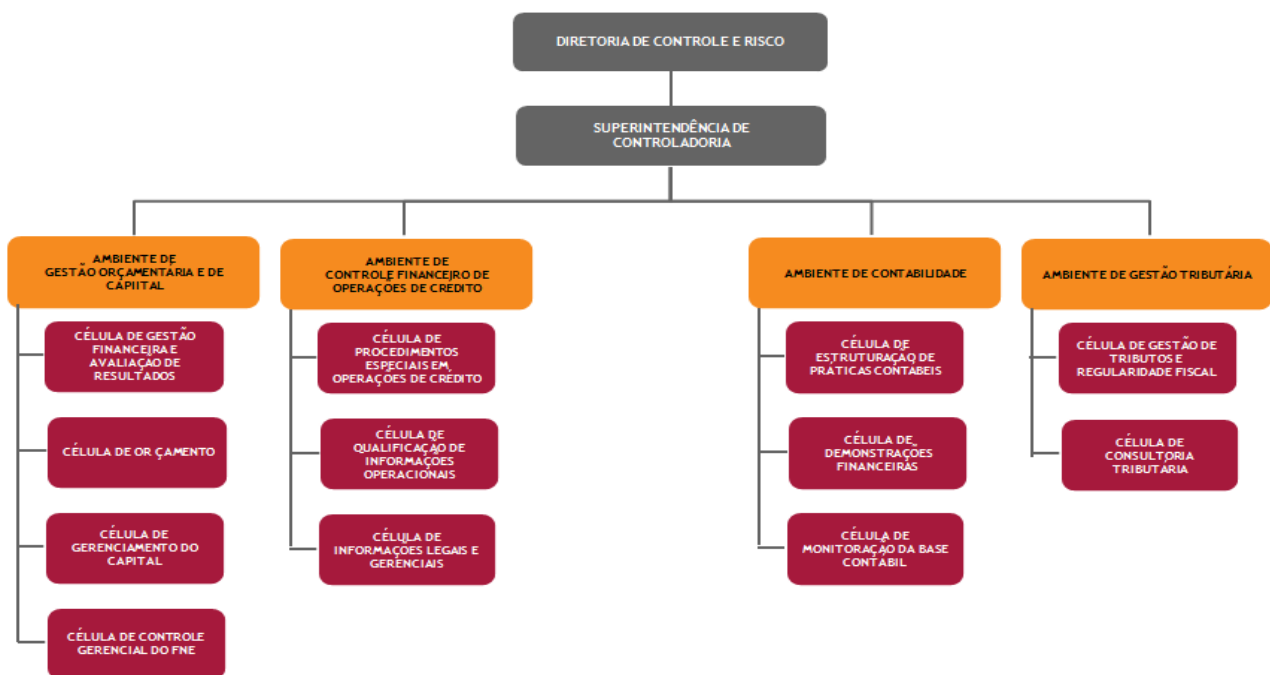 DIRETORIA DE CONTROLE E RISCO
SUPERINTENDÊNCIA DE
CONTROLADORIA
AMBIENTE DE
GESTÃO ORÇAMENTÁRIA E DE
CAPIITAL
CÉLULA DE GESTÃO
FINANCEIRA E
AVALIAÇÃO DE
RESULTADOS
CÉLULA DE OR ÇAMENTO
CÉLULA DE
GERENCIAMENTO DO
CAPITAL
CÉLULA DE CONTROLE
GERENCIAL DO FNE
AMBIENTE DE
CONTROLE FINANCEIRO DE
OPERAÇÕES DE CRÉDITO
CÉLULA DE
PROCEDIMENTOS
ESPECIAIS EM
OPERAÇÕES DE CRÉDITO
CÉLULA DE
QUALIFICAÇÃO DE
INFORMAÇÕES
OPERACIONAIS
CÉLULA DE
INFORMAÇÕES LEGAIS E
GERENCIAIS
AMBIENTE DE CONTABILIDADE
CÉLULA DE
ESTRUTURAÇÃO DE
PRÁTICAS CONTÁBEIS
CÉLULA DE
DEMONSTRAÇÕES
FINANCEIRAS
CÉLULA DE
MONITORAÇÃO DA BASE
CONTÁBIL
AMBIENTE DE GESTÃO TRIBUTÁRIA
CÉLULA DE GESTÃO DE
TRIBUTOS E
REGULARIDADE FISCAL
CÉLULA DE
CONSULTORIA
TRIBUTÁRIA